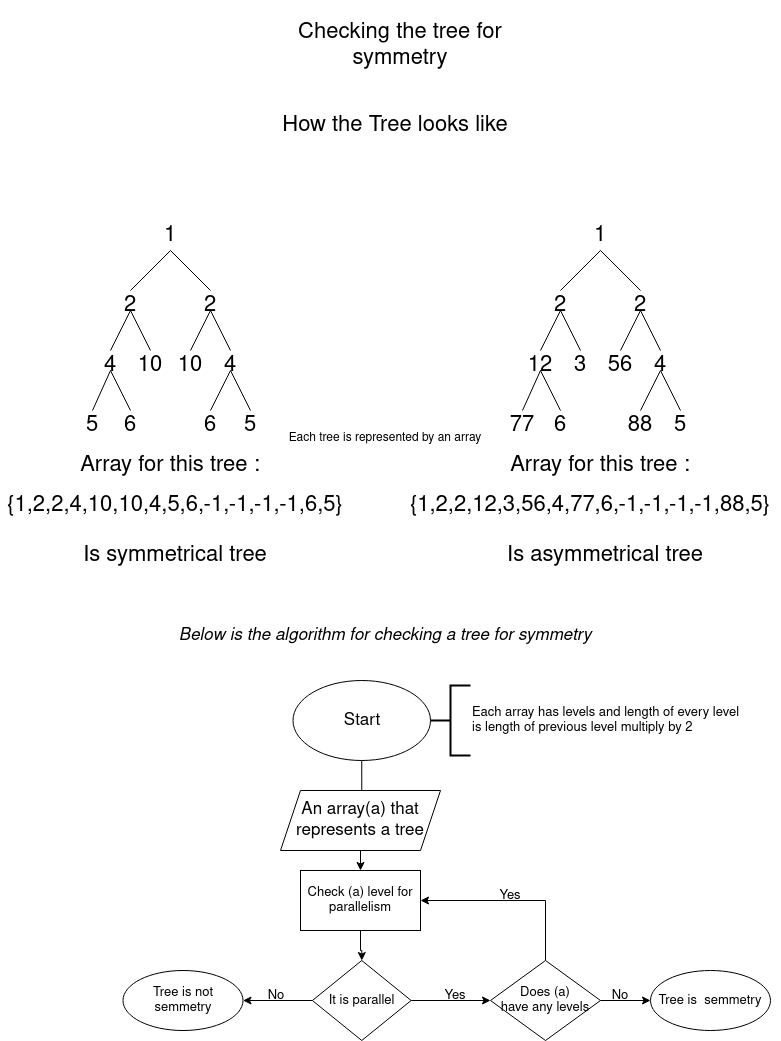 Checking the tree for
symmetry
How the Tree looks like
1
2 2
4 10 10 4
5 6 6 5
1
2 2
12 3 56 4
77 6 88 5
Each tree is represented by an array
Array for this tree :
{1,2,2,4,10,10,4,5,6,-1,-1,-1,-1,6,5}
Is symmetrical tree
Array for this tree :
{1,2,2,12,3,56,4,77,6,-1,-1,-1,-1,88,5}
Is asymmetrical tree
Below is the algorithm for checking a tree for symmetry
Start
Each array has levels and length of every level
is length of previous level multiply by 2
An array(a) that
represents a tree
Check (a) level for
parallelism
Yes
Tree is not
semmetry
No
It is parallel
Yes
Does (a)
have any levels
No
Tree is semmetry